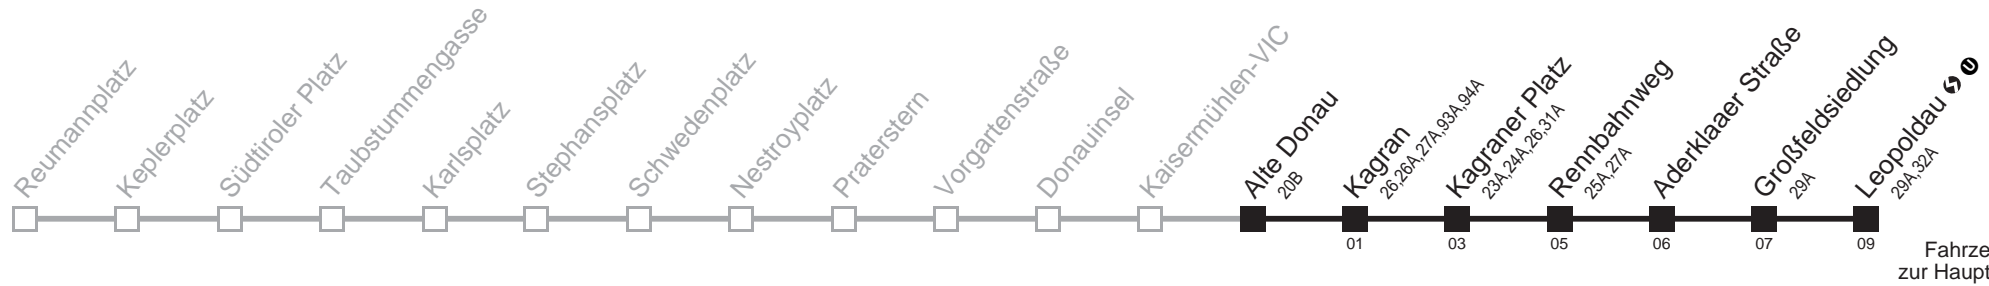 Reumannplatz
Keplerplatz
Südtiroler Platz
Taubstummengasse
Karlsplatz
Stephansplatz
Schwedenplatz
Nestroyplatz
Praterstern
Vorgartenstraße
Donauinsel
Kaisermühlen-VIC
Alte Donau
20B
Kagran
26,26A,27A,93A,94A
Kagraner Platz
23A,24A,26,31A
Rennbahnweg
25A,27A
Aderklaaer Straße
Großfeldsiedlung
29A
Leopoldau S U
29A,32A
01 03 05 06 07 09
Fahrze
zur Haupt